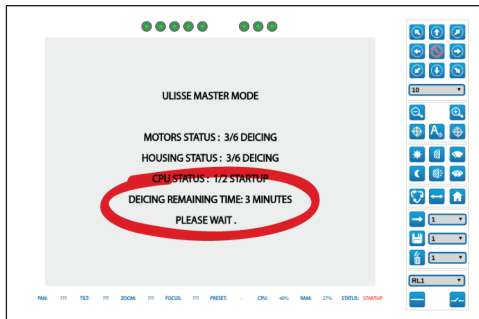 ULISSE MASTER MODE
MOTORS STATUS : 3/6 DEICING
HOUSING STATUS : 3/6 DEICING
CPU STATUS : 1/2 STARTUP
DEICING REMAINING TIME: 3 MINUTES
PLEASE WAIT .
PAN: ??? TILT: ??? ZOOM: ??? FOCUS: ??? PRESET: - CPU: 40% RAM: 27% STATUS: STARTUP
10
A
1
1
1
RL1